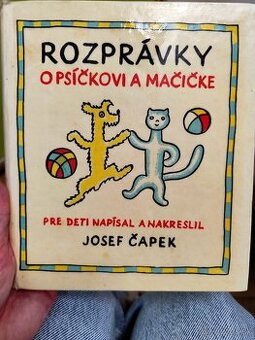 ROZPRÁVKY
O PSÍČKOVI A MAČIČKE
PRE DETI NAPÍSAL A NAKRESLIL
JOSEF ČAPEK